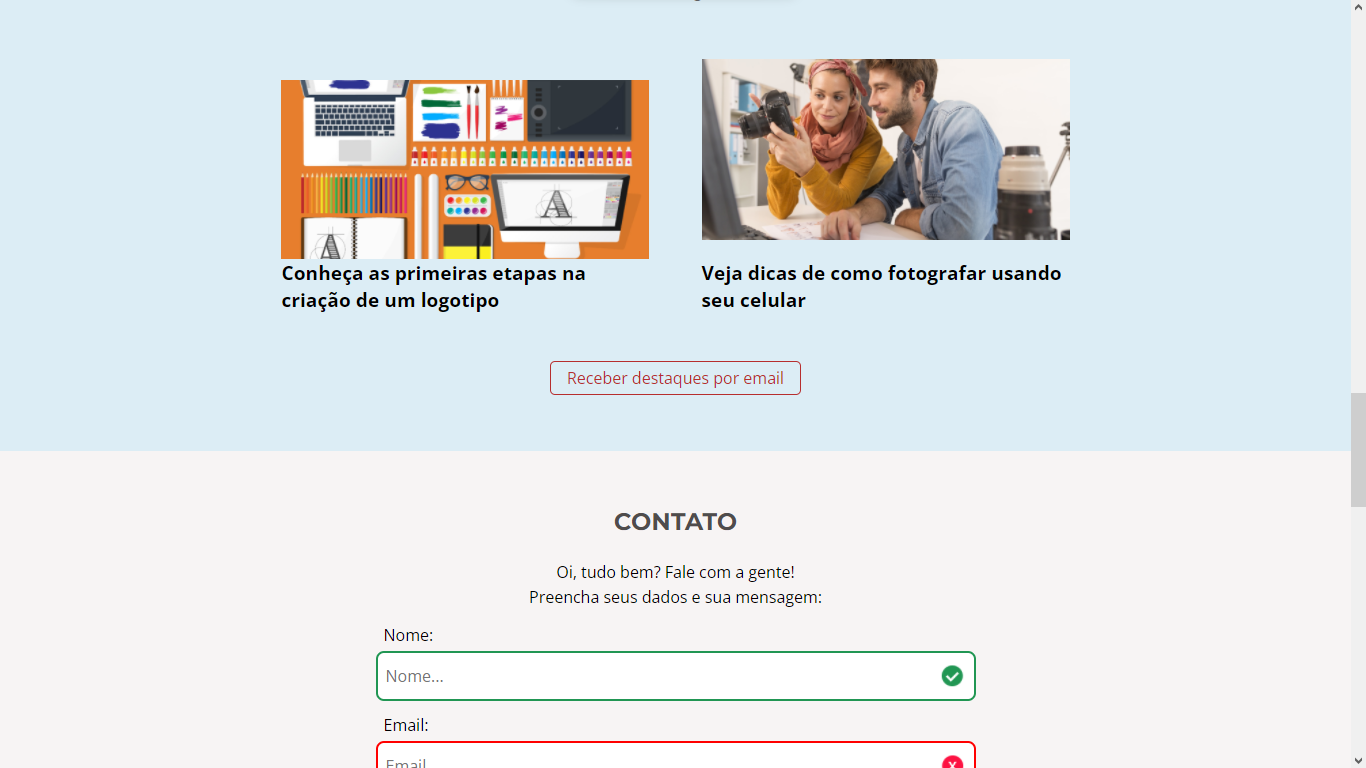 Conheça as primeiras etapas na
criação de um logotipo
Veja dicas de como fotografar usando
seu celular
Receber destaques por email
CONTATO
Oi, tudo bem? Fale com a gente!
Preencha seus dados e sua mensagem:
Nome:
Nome...
Email:
Email